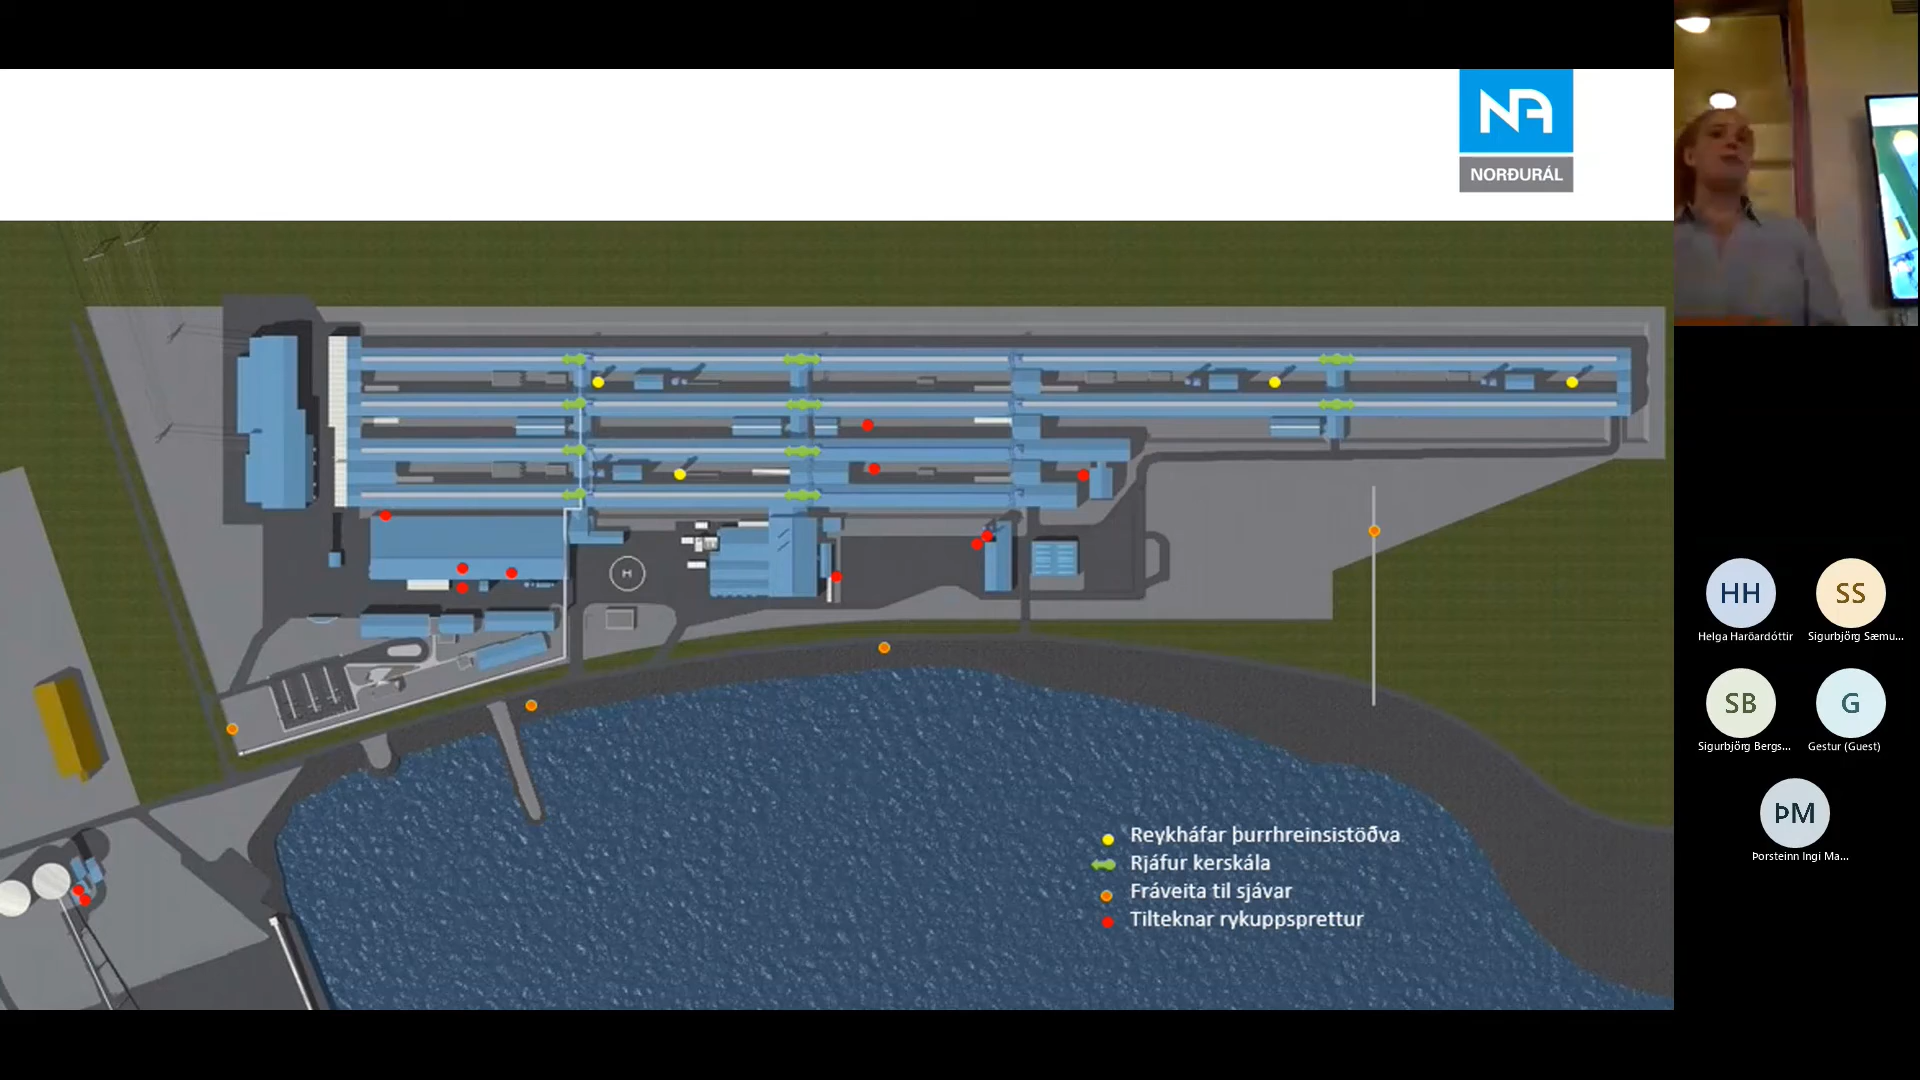 NA
NORÐURÁL
H
Reykháfar þurrhreinsistöðva
Rjáfur kerskála
Fráveita til sjávar
Tilteknar rykuppsprettur
HH
Helga Harðardóttir
SS
Sigurbjörg Sæmu...
SB
Sigurbjörg Bergs...
G
Gestur (Guest)
ÞM
Þorsteinn Ingi Ma...